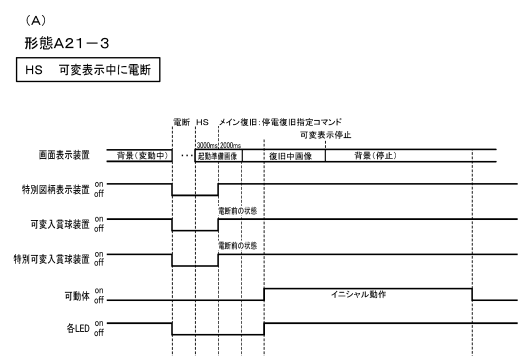 (A)
形態A21-3
HS 可変表示中に電断
電断 HS メイン復旧:停電復旧指定コマンド
可変表示停止
3000ms 2000ms
画面表示装置 背景(変動中) ・・・ 起動準備画像 復旧中画像 背景(停止)
特別図柄表示装置 on off
電断前の状態
可変入賞球装置 on off
電断前の状態
特別可変入賞球装置 on off
可動体 on off イニシャル動作
各LED on off